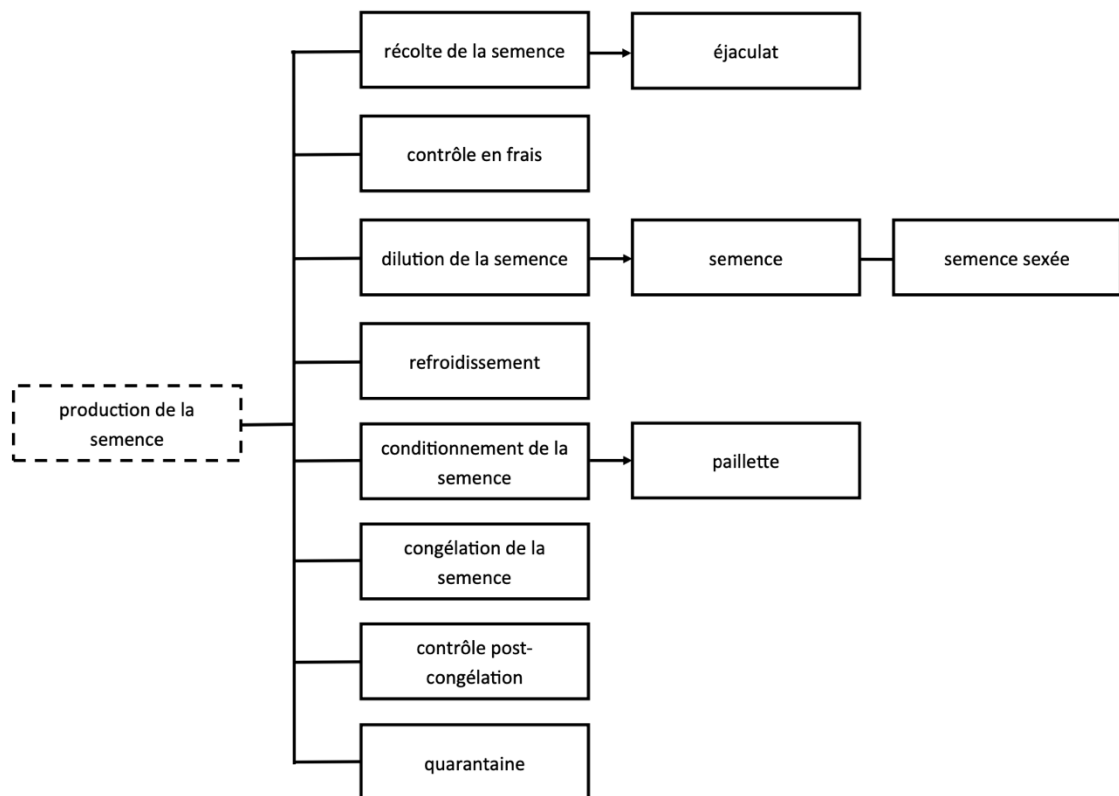 récolte de la semence
éjaculat
contrôle en frais
dilution de la semence
semence
semence sexée
refroidissement
production de la
semence
conditionnement de la
semence
paillette
congélation de la
semence
contrôle post-
congélation
quarantaine